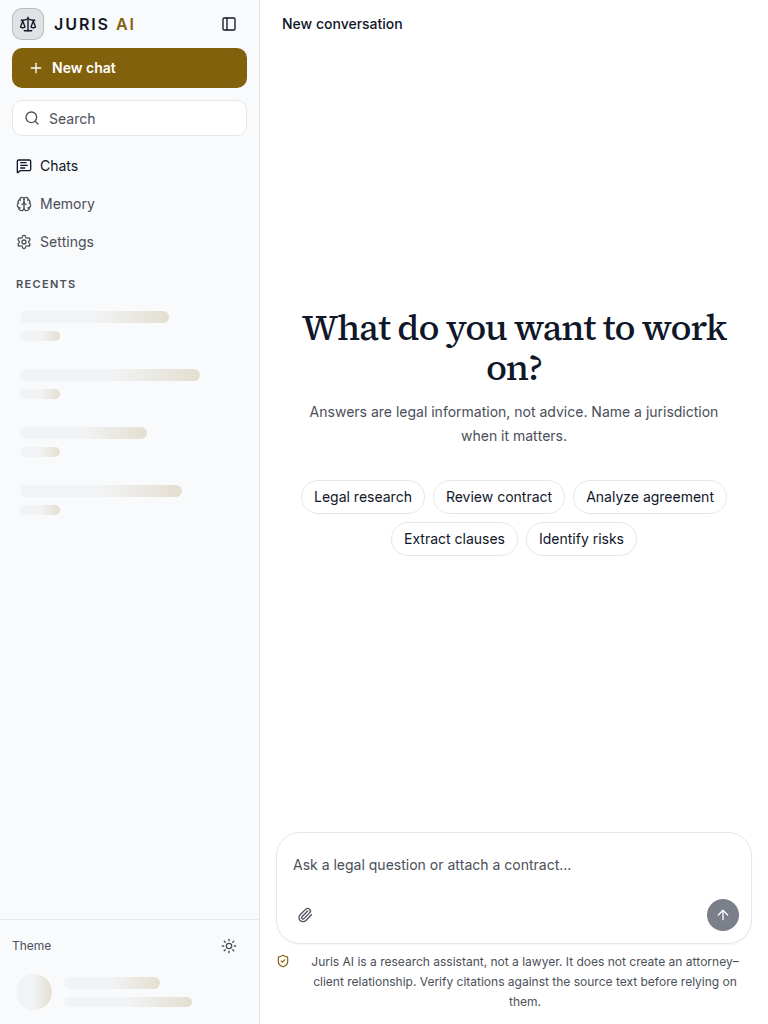 JURIS AI
New chat
Search
Chats
Memory
Settings
RECENTS
Theme
New conversation
What do you want to work
on?
Answers are legal information, not advice. Name a jurisdiction
when it matters.
Legal research
Review contract
Analyze agreement
Extract clauses
Identify risks
Ask a legal question or attach a contract...
Juris AI is a research assistant, not a lawyer. It does not create an attorney–
client relationship. Verify citations against the source text before relying on
them.